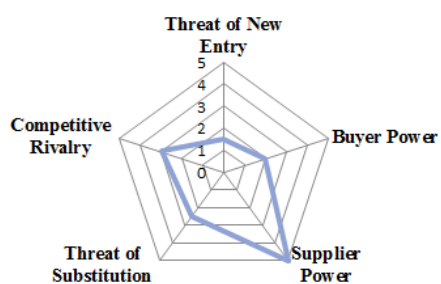 Threat of New
Entry
5
4
3
2
1
0
Competitive
Rivalry
Buyer Power
Threat of
Substitution
Supplier
Power